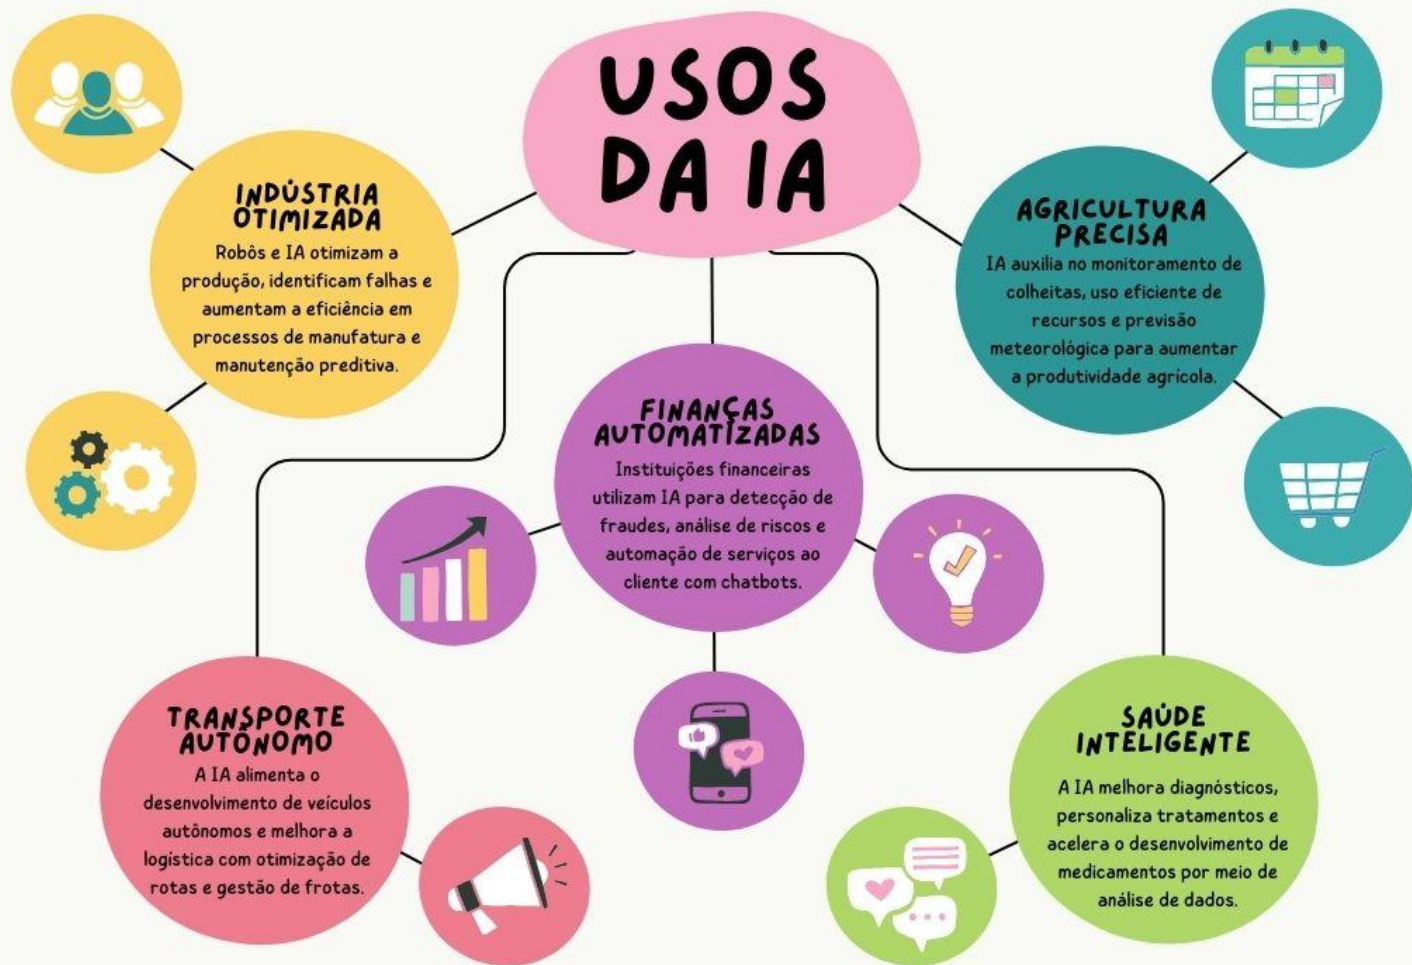 USOS
DA IA
INDÚSTRIA
OTIMIZADA
Robôs e IA otimizam a
produção, identificam falhas e
aumentam a eficiência em
processos de manufatura e
manutenção preditiva.
AGRICULTURA
PRECISA
IA auxilia no monitoramento de
colheitas, uso eficiente de
recursos e previsão
meteorológica para aumentar
a produtividade agrícola.
FINANÇAS
AUTOMATIZADAS
Instituições financeiras
utilizam IA para detecção de
fraudes, análise de riscos e
automação de serviços ao
cliente com chatbots.
TRANSPORTE
AUTÔNOMO
A IA alimenta o
desenvolvimento de veículos
autônomos e melhora a
logística com otimização de
rotas e gestão de frotas.
SAÚDE
INTELIGENTE
A IA melhora diagnósticos,
personaliza tratamentos e
acelera o desenvolvimento de
medicamentos por meio de
análise de dados.